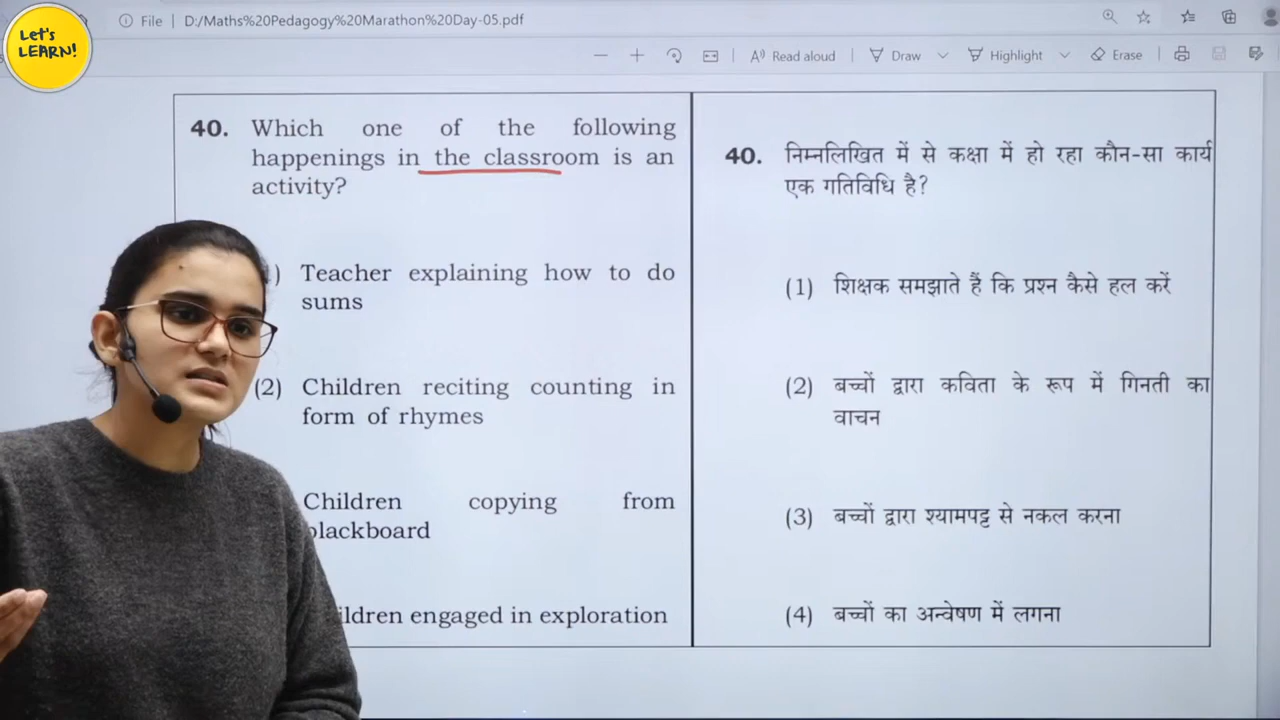 Let's
LEARN!
File | D:/Maths%20Pedagogy%20Marathon%20Day-05.pdf
Read aloud
Draw
Highlight
Erase
40. Which one of the following
happenings in the classroom is an
activity?
) Teacher explaining how to do
sums
(2) Children reciting counting in
form of rhymes
Children copying from
blackboard
ildren engaged in exploration
40. निम्नलिखित में से कक्षा में हो रहा कौन-सा कार्य
एक गतिविधि है?
(1) शिक्षक समझाते हैं कि प्रश्न कैसे हल करें
(2) बच्चों द्वारा कविता के रूप में गिनती का
वाचन
(3) बच्चों द्वारा श्यामपट्ट से नकल करना
(4) बच्चों का अन्वेषण में लगना